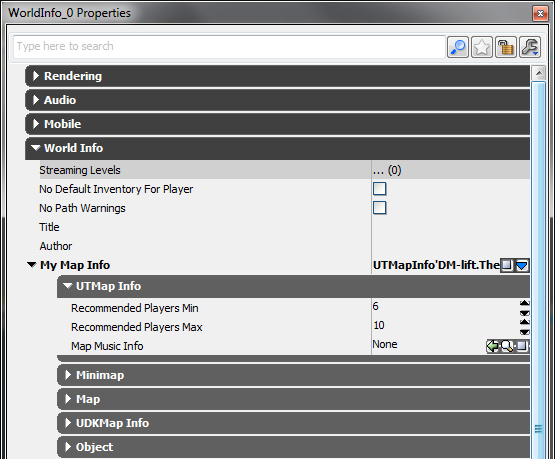 WorldInfo_0 Properties
Type here to search
Rendering
Audio
Mobile
World Info
Streaming Levels ... (0)
No Default Inventory For Player
No Path Warnings
Title
Author
My Map Info UTMapInfo'DM-lift.The
UTMap Info
Recommended Players Min 6
Recommended Players Max 10
Map Music Info None
Minimap
Map
UDKMap Info
Object